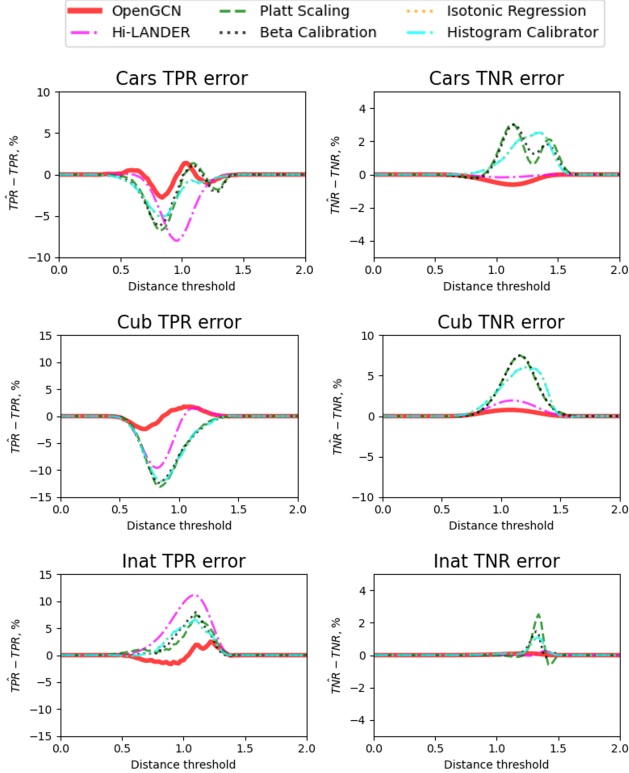 OpenGCN
Platt Scaling
Isotonic Regression
Hi-LANDER
Beta Calibration
Histogram Calibrator
Cars TPR error
Cars TNR error
10
5
0
−5
−10
4
2
0
−2
−4
TP̂R − TPR, %
TN̂R − TNR, %
0.0 0.5 1.0 1.5 2.0
0.0 0.5 1.0 1.5 2.0
Distance threshold
Distance threshold
Cub TPR error
Cub TNR error
15
10
5
0
−5
−10
−15
10
5
0
−5
−10
TP̂R − TPR, %
TN̂R − TNR, %
0.0 0.5 1.0 1.5 2.0
0.0 0.5 1.0 1.5 2.0
Distance threshold
Distance threshold
Inat TPR error
Inat TNR error
15
10
5
0
−5
−10
−15
4
2
0
−2
−4
TP̂R − TPR, %
TN̂R − TNR, %
0.0 0.5 1.0 1.5 2.0
0.0 0.5 1.0 1.5 2.0
Distance threshold
Distance threshold